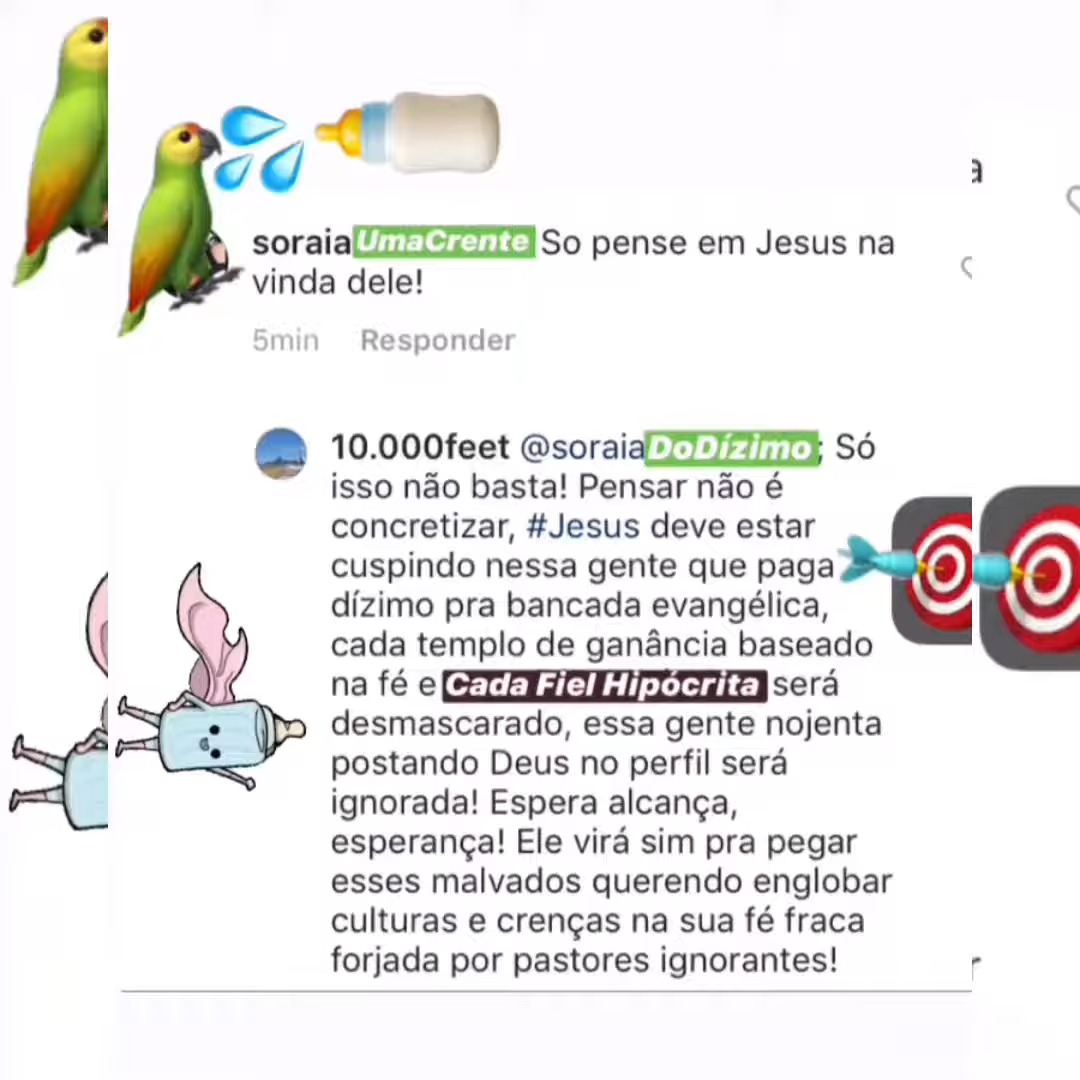 soraia UmaCrente So pense em Jesus na
vinda dele!
5min Responder
10.000feet @soraia DoDízimo; Só
isso não basta! Pensar não é
concretizar, #Jesus deve estar
cuspindo nessa gente que paga
dízimo pra bancada evangélica,
cada templo de ganância baseado
na fé e Cada Fiel Hipócrita será
desmascarado, essa gente nojenta
postando Deus no perfil será
ignorada! Espera alcança,
esperança! Ele virá sim pra pegar
esses malvados querendo englobar
culturas e crenças na sua fé fraca
forjada por pastores ignorantes!